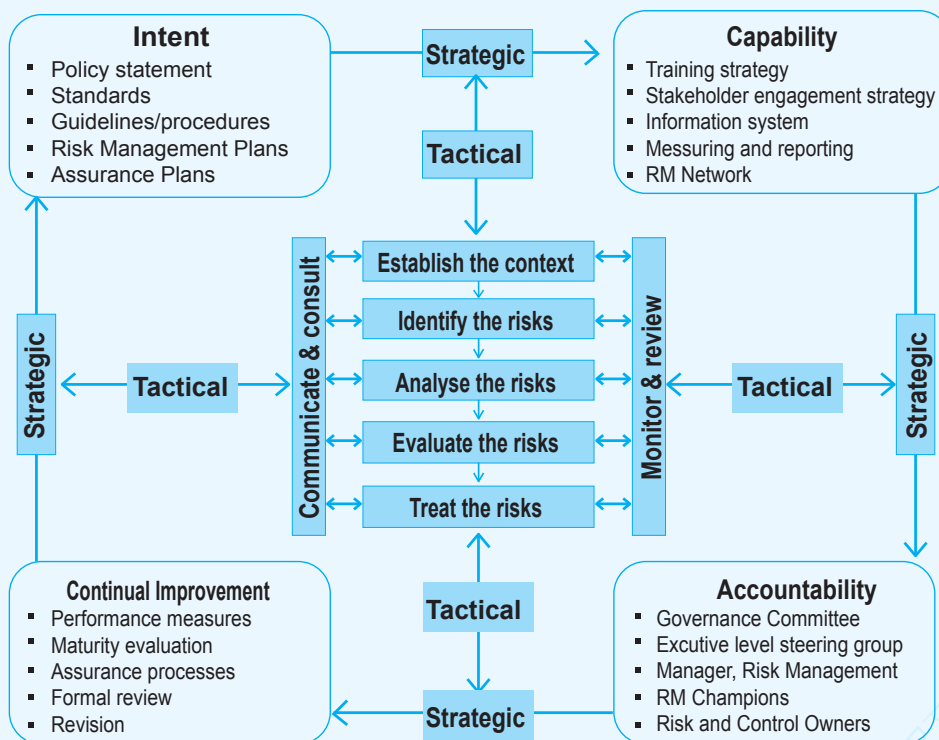 Intent
▪ Policy statement
▪ Standards
▪ Guidelines/procedures
▪ Risk Management Plans
▪ Assurance Plans
Strategic
Capability
▪ Training strategy
▪ Stakeholder engagement strategy
▪ Information system
▪ Messuring and reporting
▪ RM Network
Tactical
Communicate & consult
Establish the context
Identify the risks
Analyse the risks
Evaluate the risks
Treat the risks
Monitor & review
Strategic
Tactical
Tactical
Strategic
Continual Improvement
▪ Performance measures
▪ Maturity evaluation
▪ Assurance processes
▪ Formal review
▪ Revision
Tactical
Strategic
Accountability
▪ Governance Committee
▪ Excutive level steering group
▪ Manager, Risk Management
▪ RM Champions
▪ Risk and Control Owners